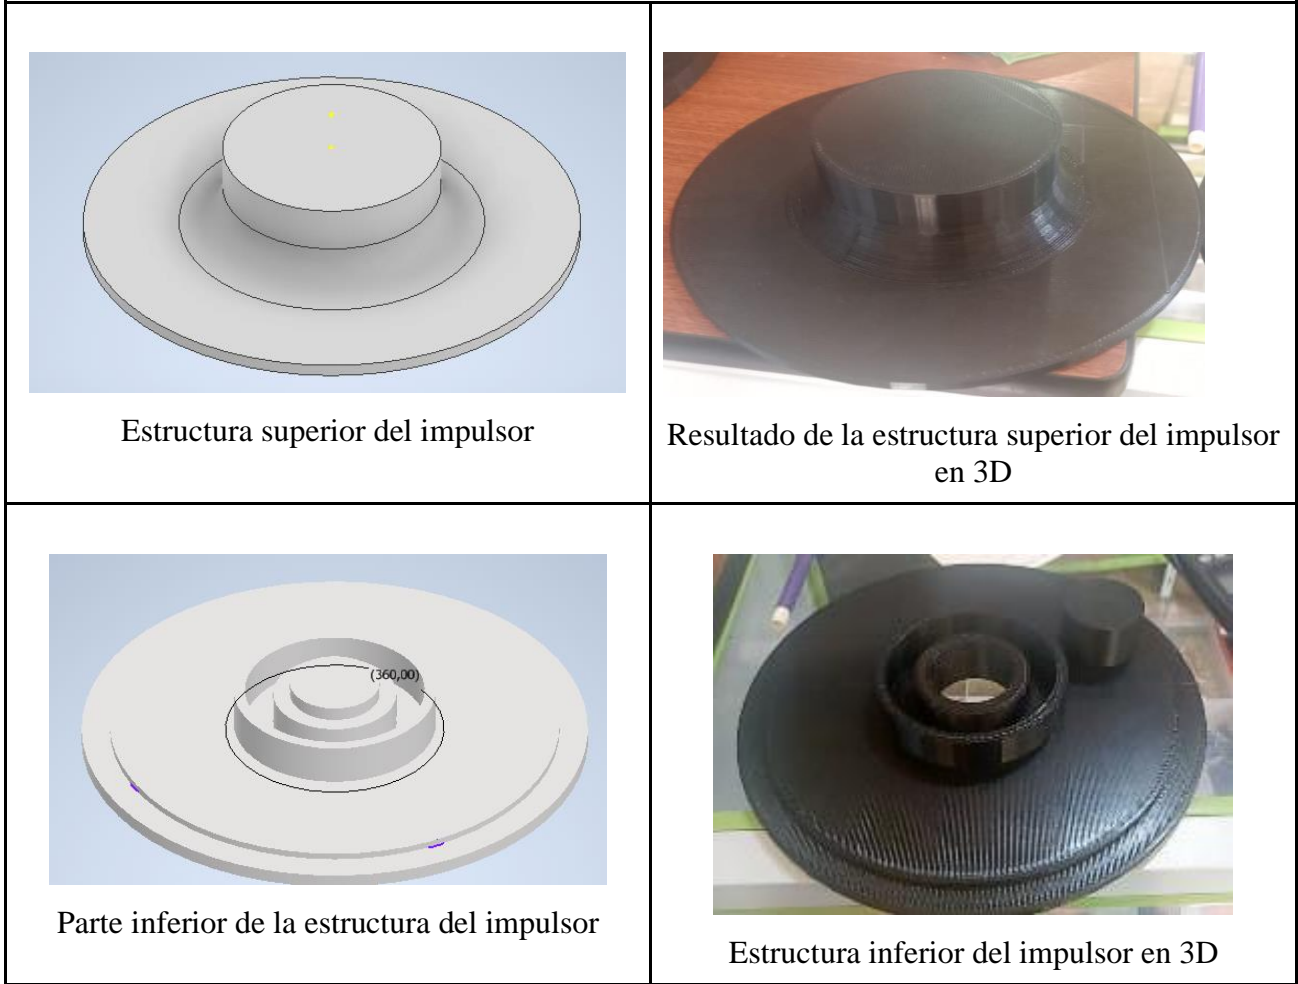 Estructura superior del impulsor
Resultado de la estructura superior del impulsor
en 3D
(360,00)
Parte inferior de la estructura del impulsor
Estructura inferior del impulsor en 3D